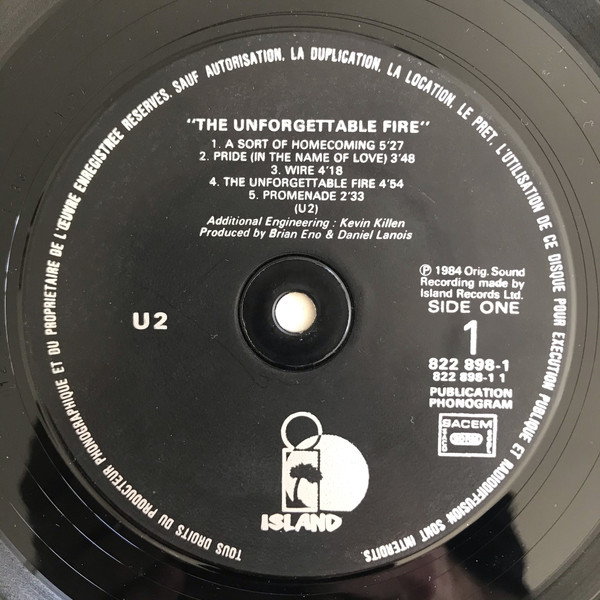 TOUS DROITS DU PRODUCTEUR PHONOGRAPHIQUE ET DU PROPRIETAIRE DE L'ŒUVRE ENREGISTREE RESERVES. SAUF AUTORISATION, LA DUPLICATION, LA LOCATION, LE PRET, L'UTILISATION DE CE DISQUE POUR EXECUTION PUBLIQUE ET RADIODIFFUSION SONT INTERDITS.
"THE UNFORGETTABLE FIRE"
1. A SORT OF HOMECOMING 5'27
2. PRIDE (IN THE NAME OF LOVE) 3'48
3. WIRE 4'18
4. THE UNFORGETTABLE FIRE 4'54
5. PROMENADE 2'33
(U2)
Additional Engineering : Kevin Killen
Produced by Brian Eno & Daniel Lanois
U2
Ⓟ 1984 Orig. Sound
Recording made by
Island Records Ltd.
SIDE ONE
1
822 898-1
822 898-1 1
PUBLICATION
PHONOGRAM
SACEM
ISLAND